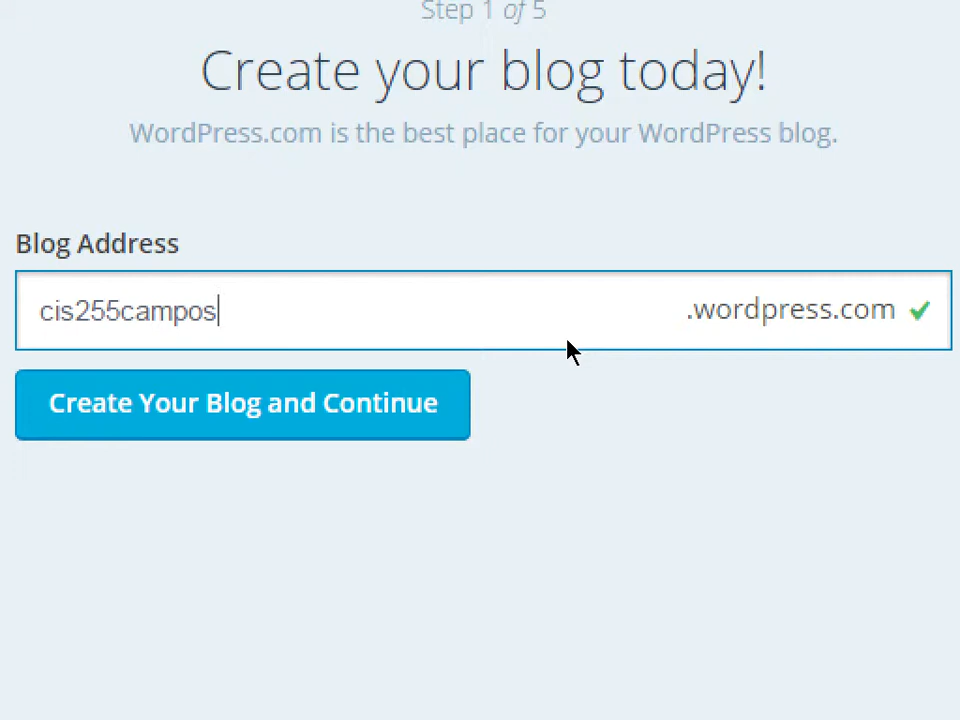 Step 1 of 5
Create your blog today!
WordPress.com is the best place for your WordPress blog.
Blog Address
cis255campos .wordpress.com
Create Your Blog and Continue